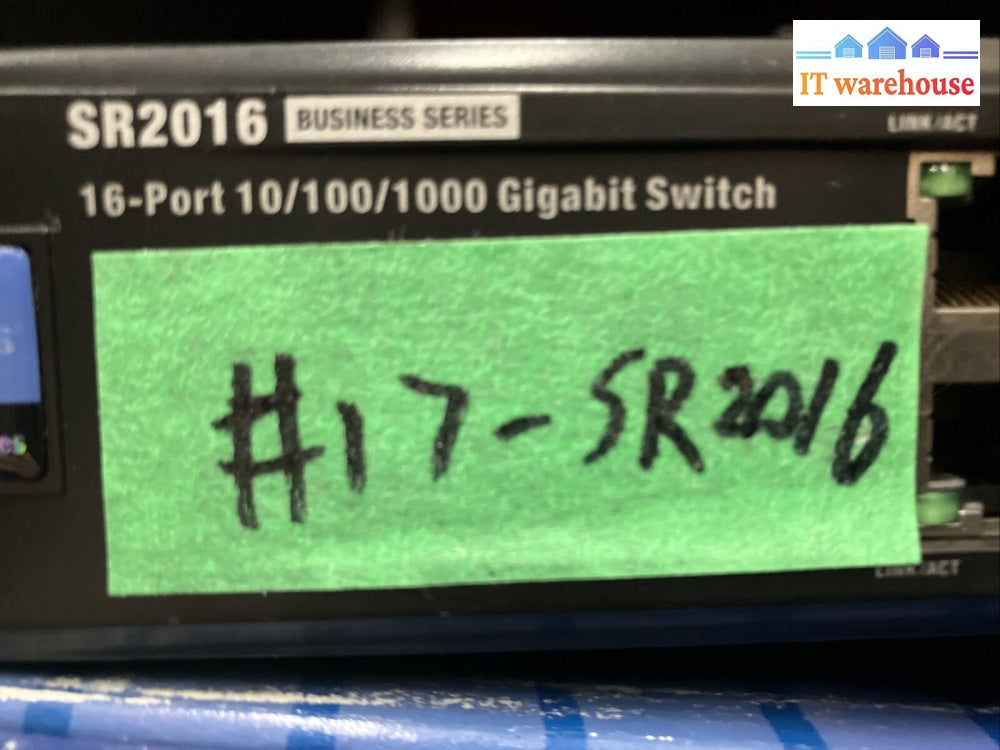 IT warehouse
SR2016 BUSINESS SERIES
LINK/ACT
16-Port 10/100/1000 Gigabit Switch
#17-SR2016
LINK/ACT